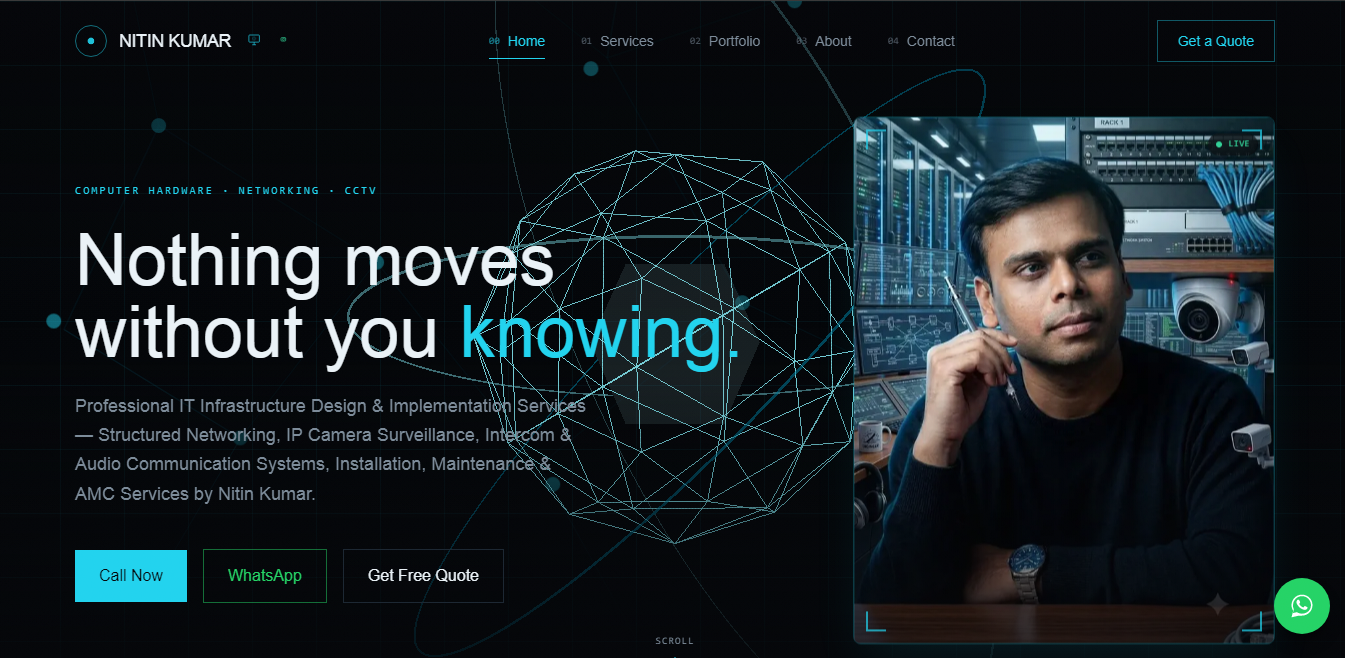 NITIN KUMAR
00 Home
01 Services
02 Portfolio
03 About
04 Contact
Get a Quote
RACK 1
LIVE
COMPUTER HARDWARE · NETWORKING · CCTV
Nothing moves
without you knowing.
Professional IT Infrastructure Design & Implementation Services
— Structured Networking, IP Camera Surveillance, Intercom &
Audio Communication Systems, Installation, Maintenance &
AMC Services by Nitin Kumar.
Call Now
WhatsApp
Get Free Quote
SCROLL